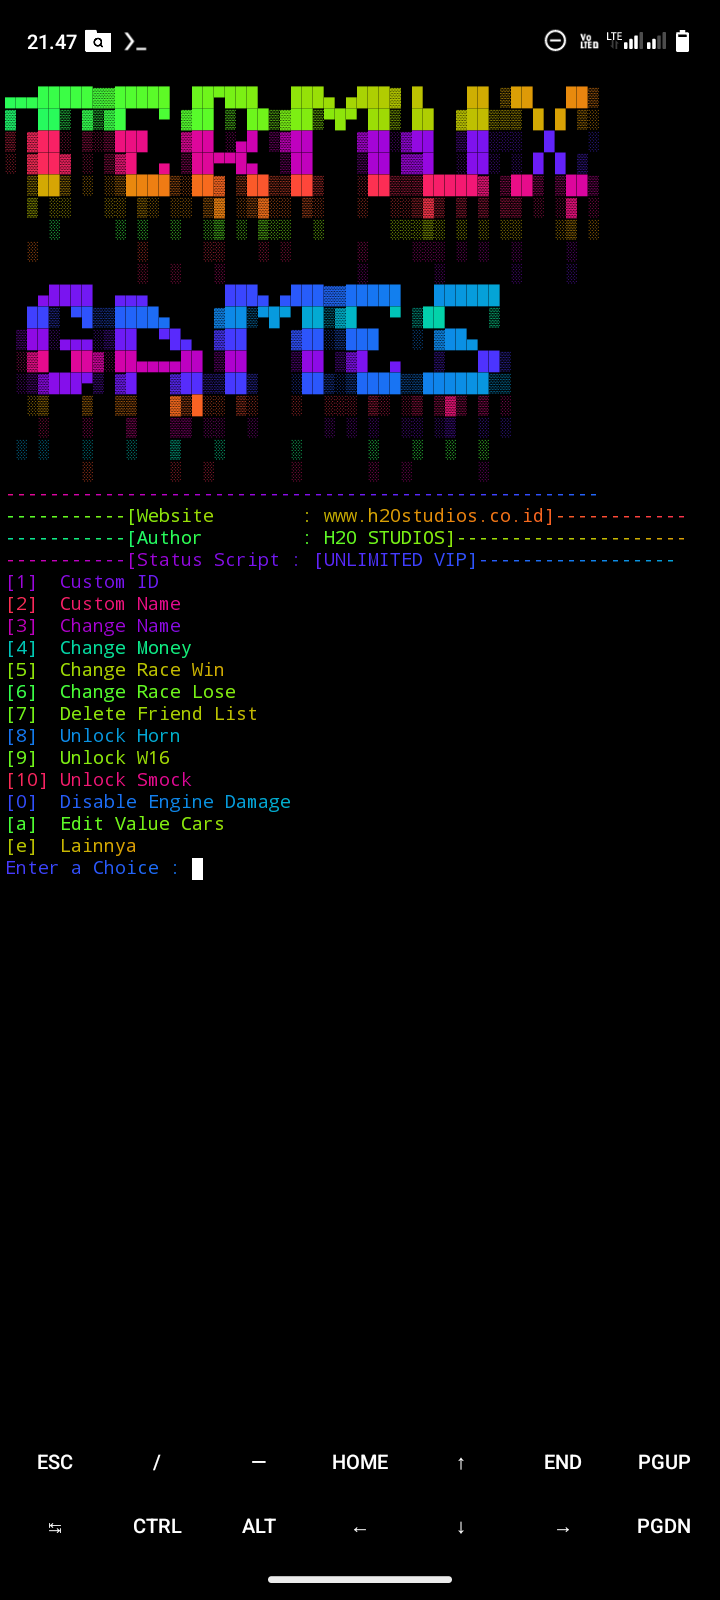 21.47 Vo LTED LTE
TERMUX
GAMES
------------------------------------------------------
-----------[Website        : www.h2Ostudios.co.id]------------
-----------[Author         : H2O STUDIOS]---------------------
-----------[Status Script : [UNLIMITED VIP]------------------
[1]  Custom ID
[2]  Custom Name
[3]  Change Name
[4]  Change Money
[5]  Change Race Win
[6]  Change Race Lose
[7]  Delete Friend List
[8]  Unlock Horn
[9]  Unlock W16
[10] Unlock Smock
[0]  Disable Engine Damage
[a]  Edit Value Cars
[e]  Lainnya
Enter a Choice :
ESC / — HOME ↑ END PGUP
↹ CTRL ALT ← ↓ → PGDN